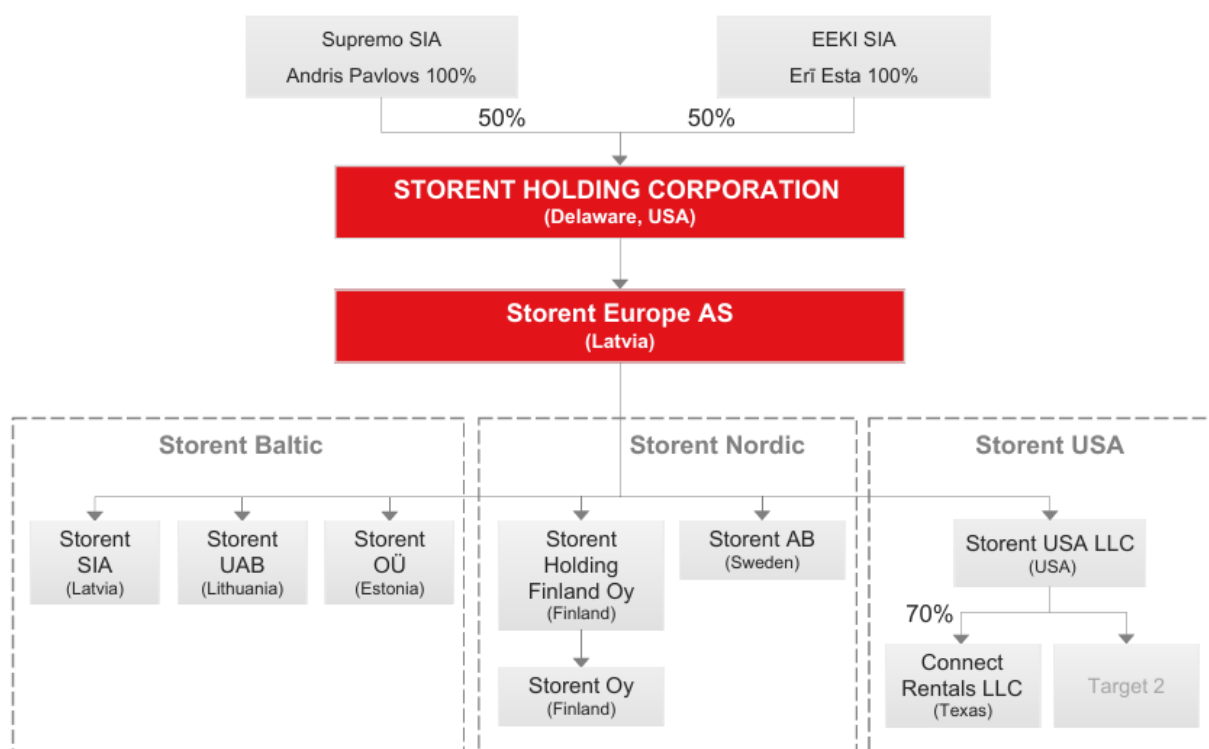 Supremo SIA
Andris Pavlovs 100%
EEKI SIA
Erī Esta 100%
50%
50%
STORENT HOLDING CORPORATION
(Delaware, USA)
Storent Europe AS
(Latvia)
Storent Baltic
Storent Nordic
Storent USA
Storent
SIA
(Latvia)
Storent
UAB
(Lithuania)
Storent
OÜ
(Estonia)
Storent
Holding
Finland Oy
(Finland)
Storent AB
(Sweden)
Storent USA LLC
(USA)
Storent Oy
(Finland)
70%
Connect
Rentals LLC
(Texas)
Target 2